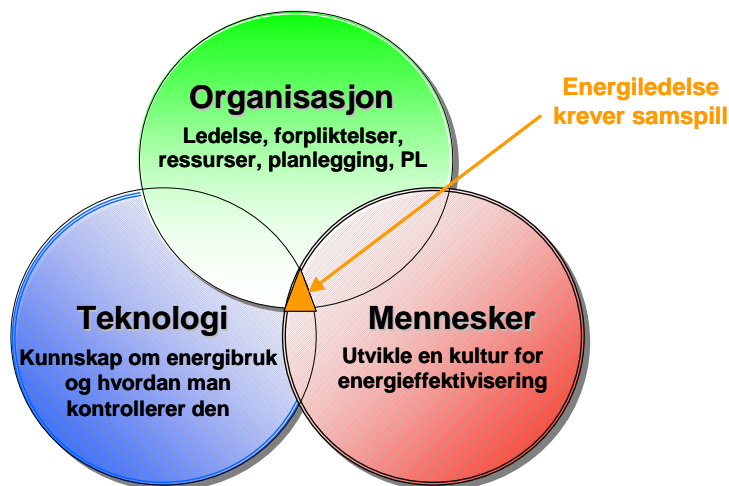 Organisasjon
Ledelse, forpliktelser,
ressurser, planlegging, PL
Energiledelse
krever samspill
Teknologi
Kunnskap om energibruk
og hvordan man
kontrollerer den
Mennesker
Utvikle en kultur for
energieffektivisering